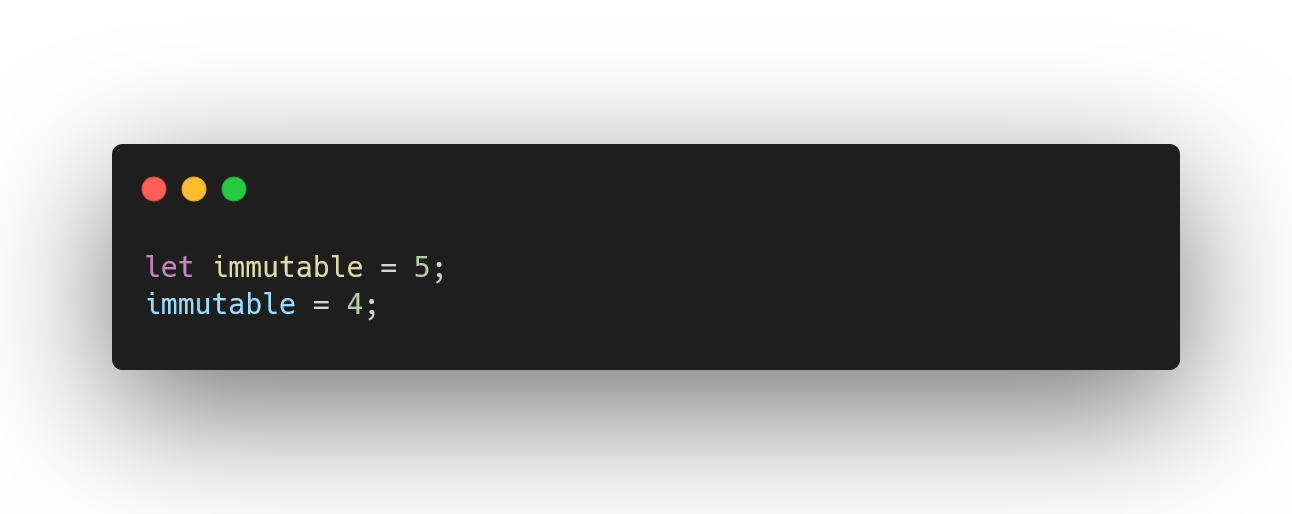 let immutable = 5;
immutable = 4;